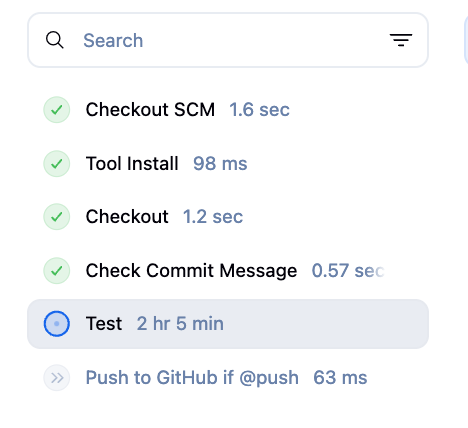 Search
Checkout SCM 1.6 sec
Tool Install 98 ms
Checkout 1.2 sec
Check Commit Message 0.57 sec
Test 2 hr 5 min
Push to GitHub if @push 63 ms